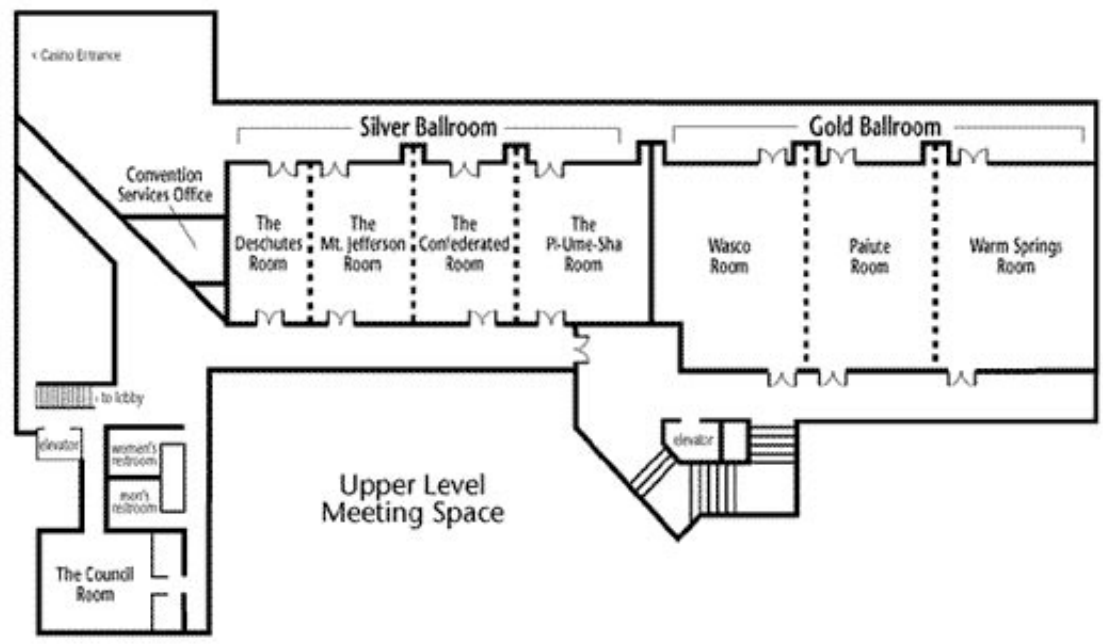 ‹ Casino Entrance
Silver Ballroom
Gold Ballroom
Convention
Services Office
The
Deschutes
Room
The
Mt. Jefferson
Room
The
Confederated
Room
The
Pi-Ume-Sha
Room
Wasco
Room
Paiute
Room
Warm Springs
Room
- to lobby
elevator
women's
restroom
men's
restroom
elevator
Upper Level
Meeting Space
The Council
Room